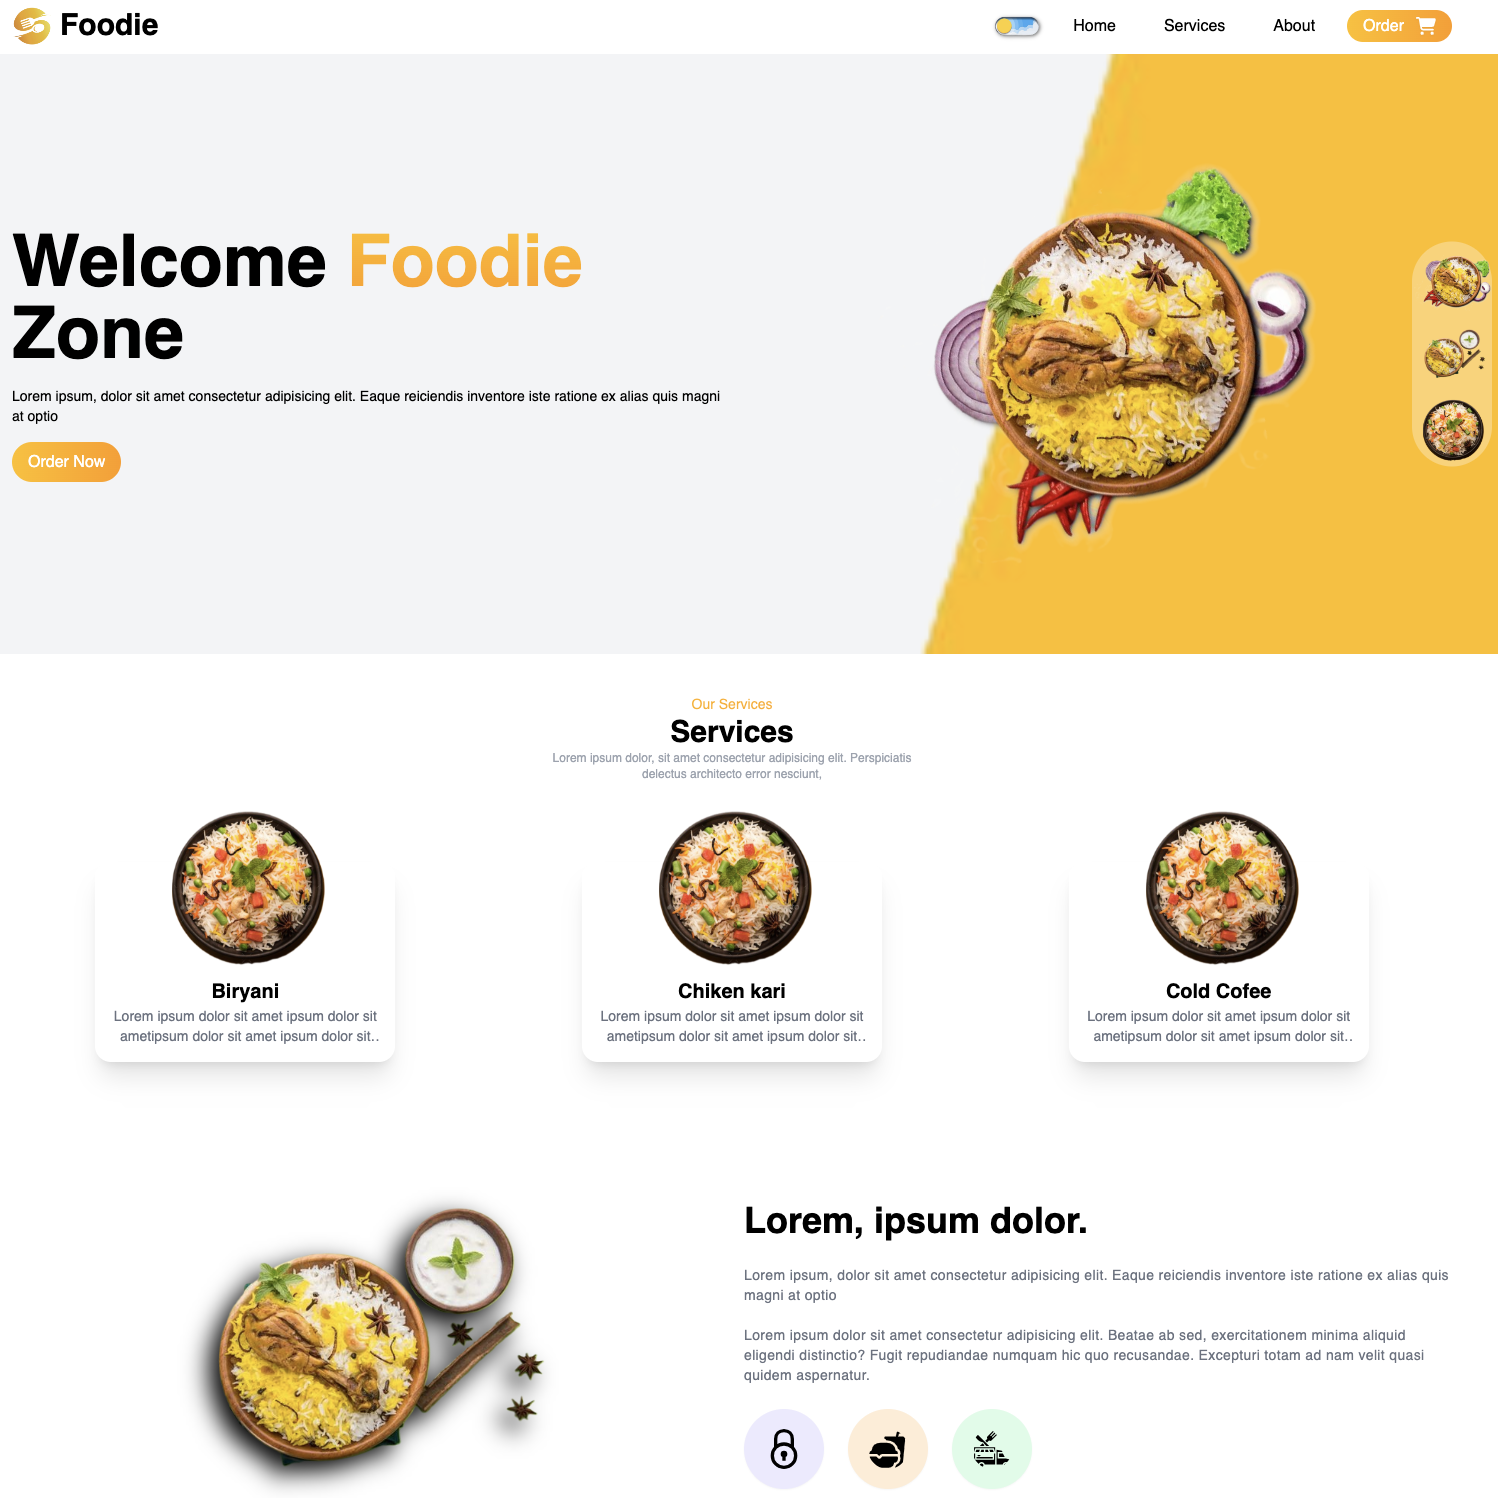 Foodie
Home
Services
About
Order
Welcome Foodie
Zone
Lorem ipsum, dolor sit amet consectetur adipisicing elit. Eaque reiciendis inventore iste ratione ex alias quis magni
at optio
Order Now
Our Services
Services
Lorem ipsum dolor, sit amet consectetur adipisicing elit. Perspiciatis
delectus architecto error nesciunt,
Biryani
Lorem ipsum dolor sit amet ipsum dolor sit
ametipsum dolor sit amet ipsum dolor sit..
Chiken kari
Lorem ipsum dolor sit amet ipsum dolor sit
ametipsum dolor sit amet ipsum dolor sit..
Cold Cofee
Lorem ipsum dolor sit amet ipsum dolor sit
ametipsum dolor sit amet ipsum dolor sit..
Lorem, ipsum dolor.
Lorem ipsum, dolor sit amet consectetur adipisicing elit. Eaque reiciendis inventore iste ratione ex alias quis
magni at optio
Lorem ipsum dolor sit amet consectetur adipisicing elit. Beatae ab sed, exercitationem minima aliquid
eligendi distinctio? Fugit repudiandae numquam hic quo recusandae. Excepturi totam ad nam velit quasi
quidem aspernatur.